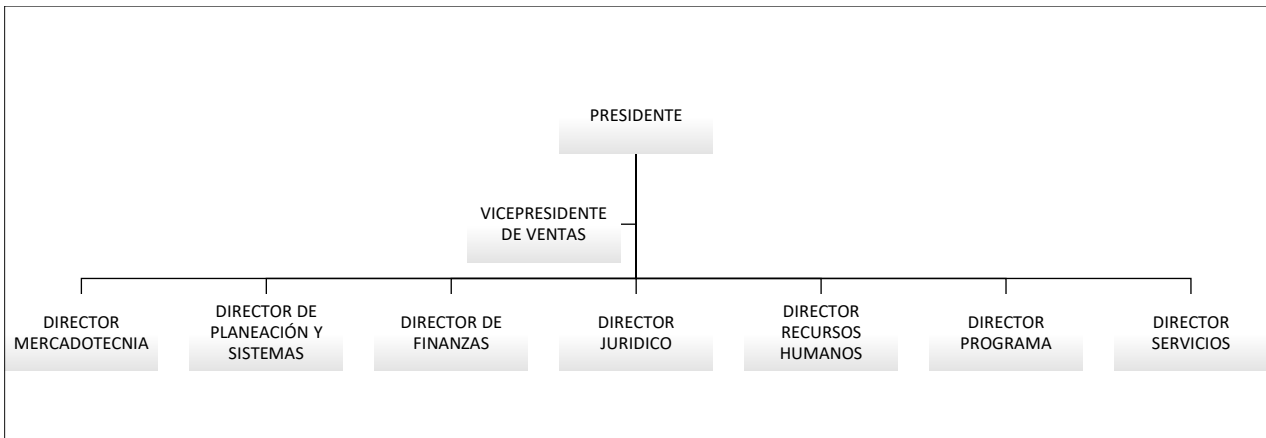 PRESIDENTE
VICEPRESIDENTE
DE VENTAS
DIRECTOR
MERCADOTECNIA
DIRECTOR DE
PLANEACIÓN Y
SISTEMAS
DIRECTOR DE
FINANZAS
DIRECTOR
JURIDICO
DIRECTOR
RECURSOS
HUMANOS
DIRECTOR
PROGRAMA
DIRECTOR
SERVICIOS